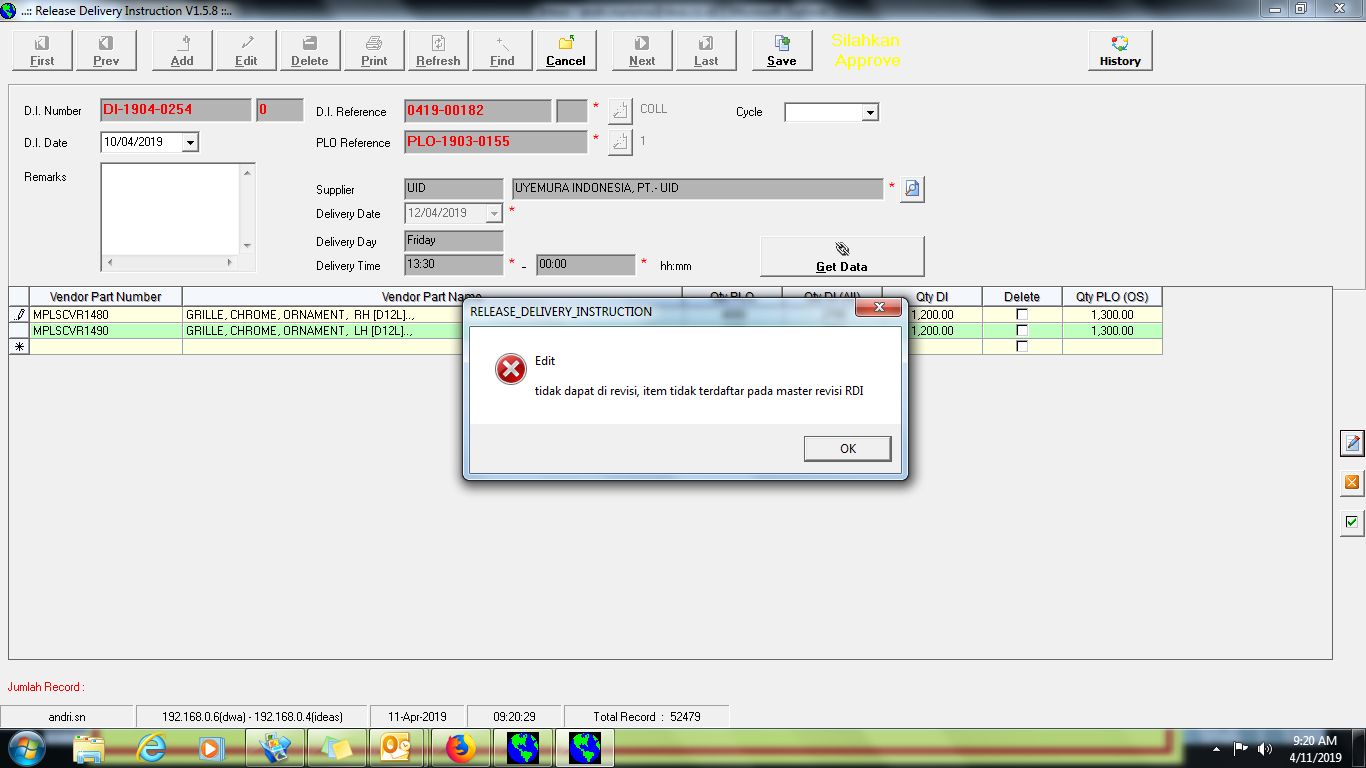 ..:: Release Delivery Instruction V1.5.8 ::..
First Prev Add Edit Delete Print Refresh Find Cancel Next Last Save Silahkan Approve History
D.I. Number DI-1904-0254 0 D.I. Reference 0419-00182 * COLL Cycle
D.I. Date 10/04/2019 PLO Reference PLO-1903-0155 * 1
Remarks
Supplier UID UYEMURA INDONESIA, PT.- UID *
Delivery Date 12/04/2019 *
Delivery Day Friday
Delivery Time 13:30 * - 00:00 * hh:mm
Get Data
Vendor Part Number Vendor Part Name Qty PLO Qty DI (All) Qty DI Delete Qty PLO (OS)
MPLSCVR1480 GRILLE, CHROME, ORNAMENT, RH [D12L].., 1,200.00 1,300.00
MPLSCVR1490 GRILLE, CHROME, ORNAMENT, LH [D12L].., 1,200.00 1,300.00
RELEASE_DELIVERY_INSTRUCTION
Edit
tidak dapat di revisi, item tidak terdaftar pada master revisi RDI
OK
Jumlah Record :
andri.sn 192.168.0.6(dwa) - 192.168.0.4(ideas) 11-Apr-2019 09:20:29 Total Record : 52479
9:20 AM
4/11/2019